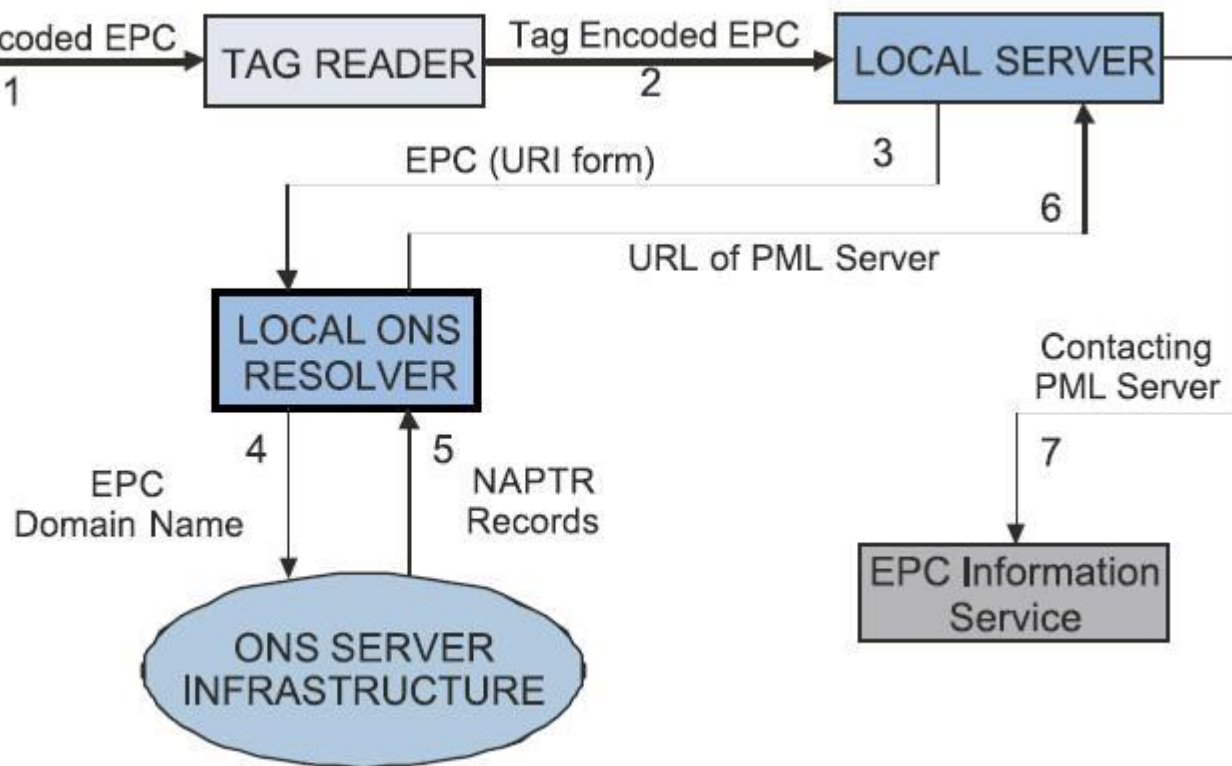 coded EPC
1
TAG READER
Tag Encoded EPC
2
LOCAL SERVER
EPC (URI form)
3
6
URL of PML Server
LOCAL ONS
RESOLVER
Contacting
PML Server
4
5
7
EPC
Domain Name
NAPTR
Records
EPC Information
Service
ONS SERVER
INFRASTRUCTURE